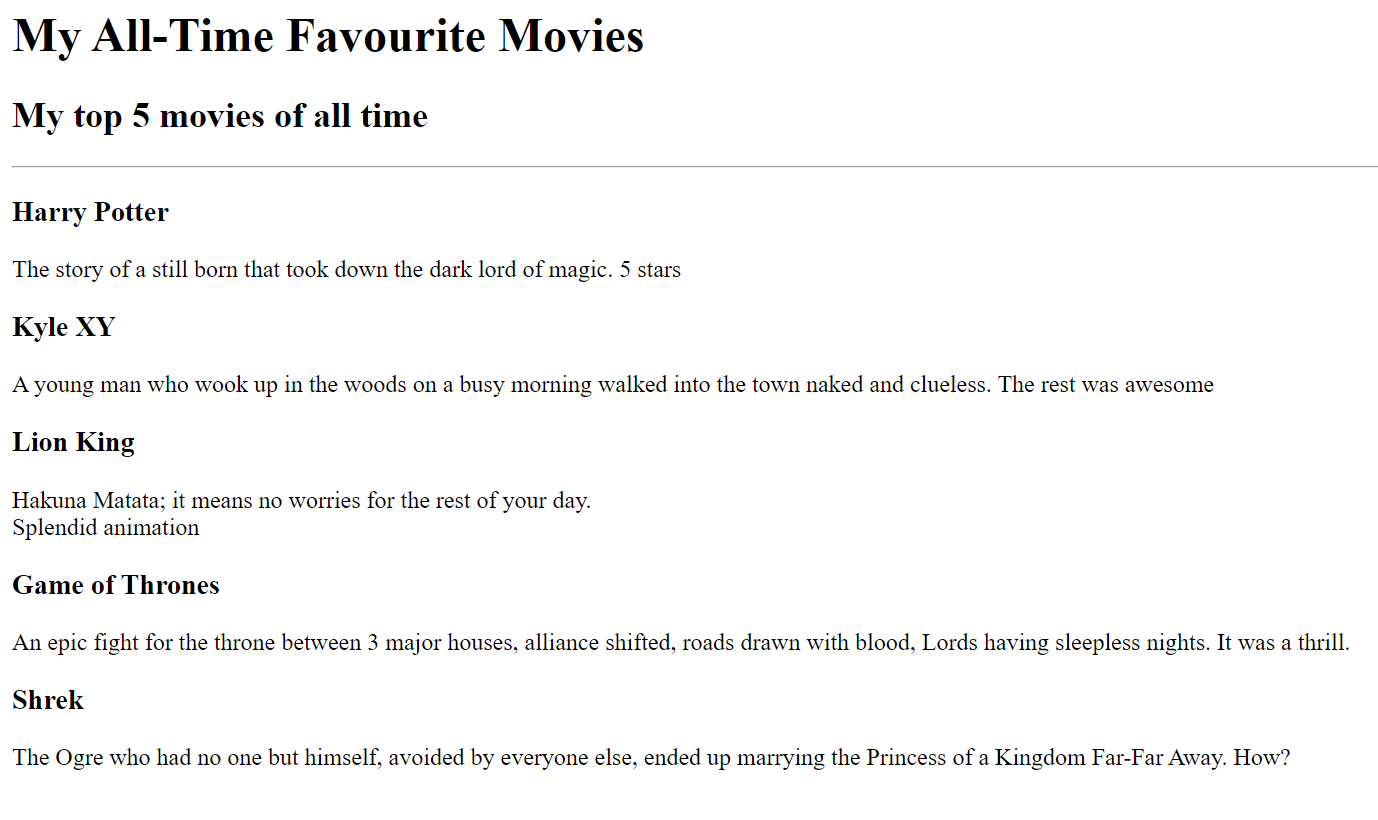 My All-Time Favourite Movies
My top 5 movies of all time
Harry Potter
The story of a still born that took down the dark lord of magic. 5 stars
Kyle XY
A young man who wook up in the woods on a busy morning walked into the town naked and clueless. The rest was awesome
Lion King
Hakuna Matata; it means no worries for the rest of your day.
Splendid animation
Game of Thrones
An epic fight for the throne between 3 major houses, alliance shifted, roads drawn with blood, Lords having sleepless nights. It was a thrill.
Shrek
The Ogre who had no one but himself, avoided by everyone else, ended up marrying the Princess of a Kingdom Far-Far Away. How?